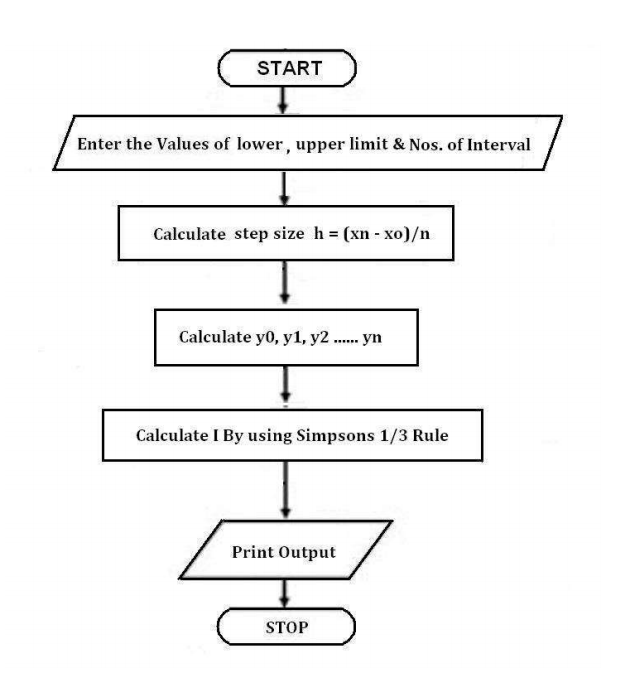 START
Enter the Values of lower , upper limit & Nos. of Interval
Calculate step size h = (xn - xo)/n
Calculate y0, y1, y2 ...... yn
Calculate I By using Simpsons 1/3 Rule
Print Output
STOP